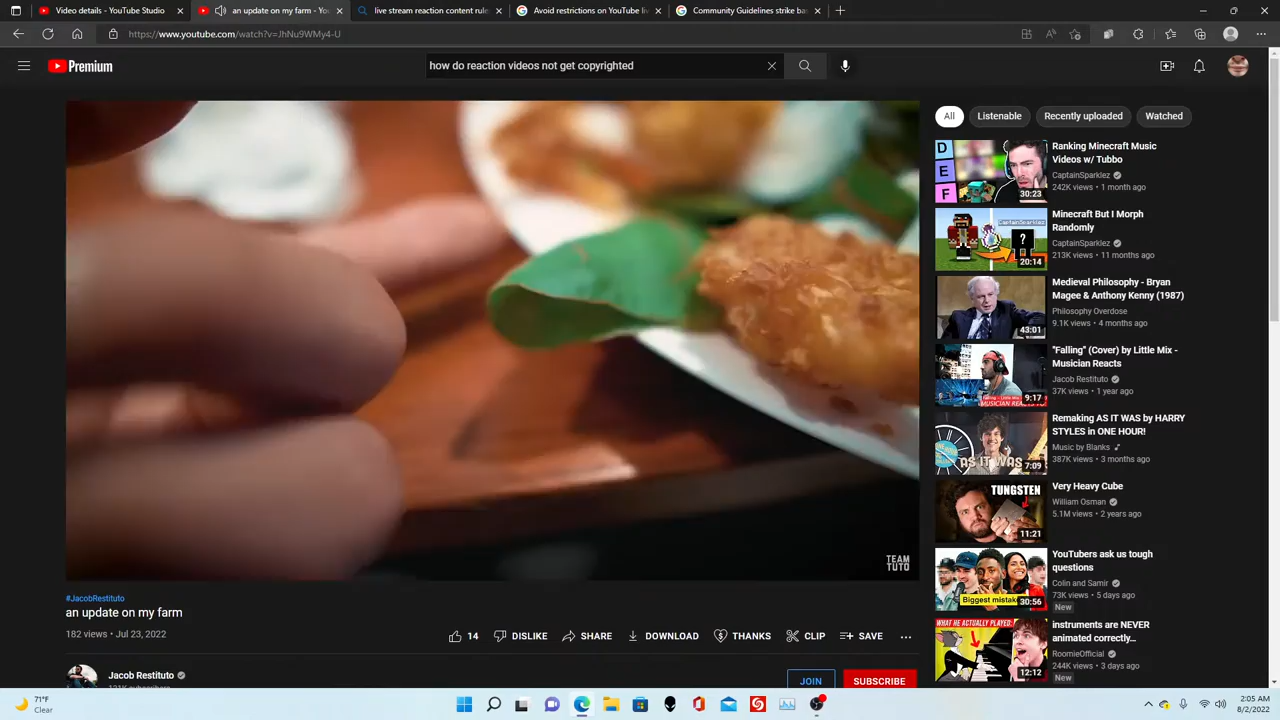 Video details - YouTube Studio
an update on my farm - You
live stream reaction content rul
Avoid restrictions on YouTube liv
Community Guidelines strike bas
https://www.youtube.com/watch?v=JhNu9WMy4-U
Premium
how do reaction videos not get copyrighted
All
Listenable
Recently uploaded
Watched
D
E
F
30:23
Ranking Minecraft Music
Videos w/ Tubbo
CaptainSparklez
242K views • 1 month ago
CaptainSparklez
?
20:14
Minecraft But I Morph
Randomly
CaptainSparklez
213K views • 11 months ago
43:01
Medieval Philosophy - Bryan
Magee & Anthony Kenny (1987)
Philosophy Overdose
9.1K views • 4 months ago
9:17
"Falling" (Cover) by Little Mix -
Musician Reacts
Jacob Restituto
37K views • 1 year ago
AS IT WAS
7:09
Remaking AS IT WAS by HARRY
STYLES in ONE HOUR!
Music by Blanks
387K views • 3 months ago
TUNGSTEN
11:21
Very Heavy Cube
William Osman
5.1M views • 2 years ago
Biggest mistake
30:56
YouTubers ask us tough
questions
Colin and Samir
73K views • 5 days ago
New
WHAT HE ACTUALLY PLAYED:
12:12
instruments are NEVER
animated correctly...
RoomieOfficial
244K views • 3 days ago
New
TEAM
TUTO
#JacobRestituto
an update on my farm
182 views • Jul 23, 2022
14
DISLIKE
SHARE
DOWNLOAD
THANKS
CLIP
SAVE
Jacob Restituto
JOIN
SUBSCRIBE
71°F
Clear
2:05 AM
8/2/2022